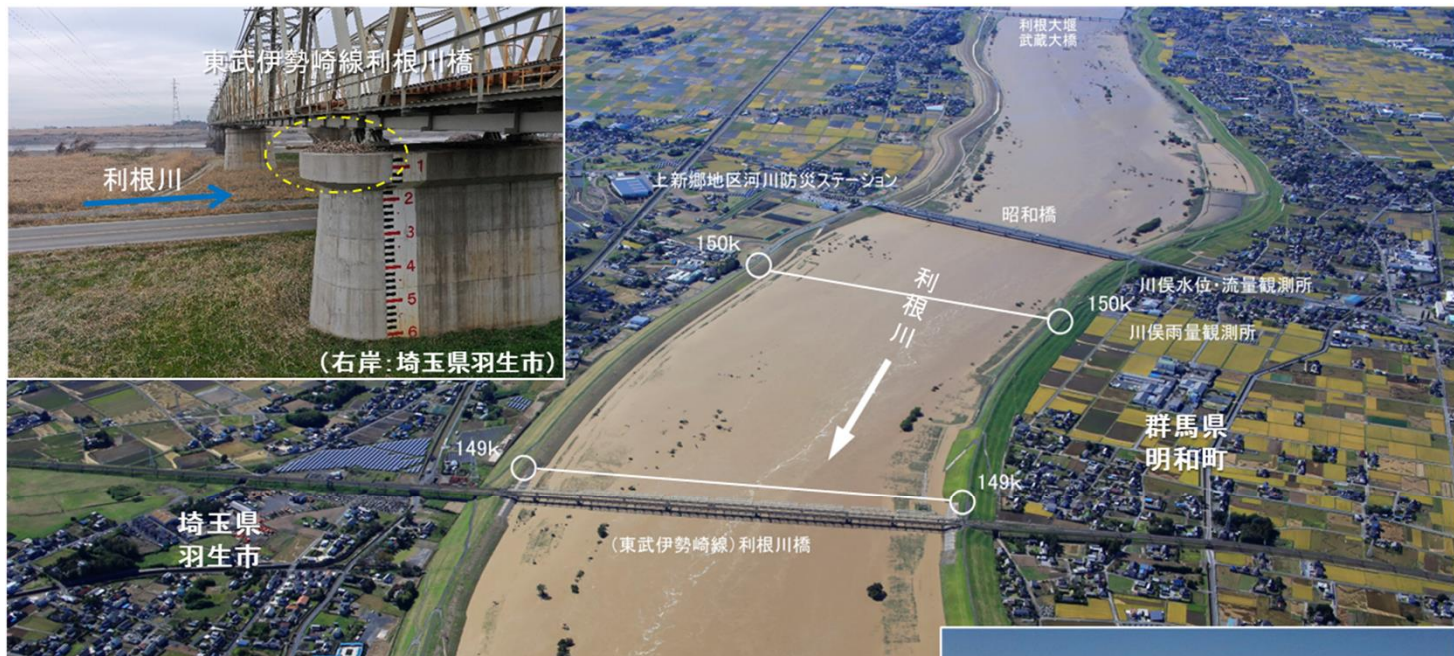 東武伊勢崎線利根川橋
利根川
1
2
3
4
5
6
(右岸:埼玉県羽生市)
利根大堰
武蔵大橋
上新郷地区河川防災ステーション
昭和橋
150k
利根川
150k
川俣水位・流量観測所
川俣雨量観測所
群馬県
明和町
149k
149k
埼玉県
羽生市
(東武伊勢崎線)利根川橋